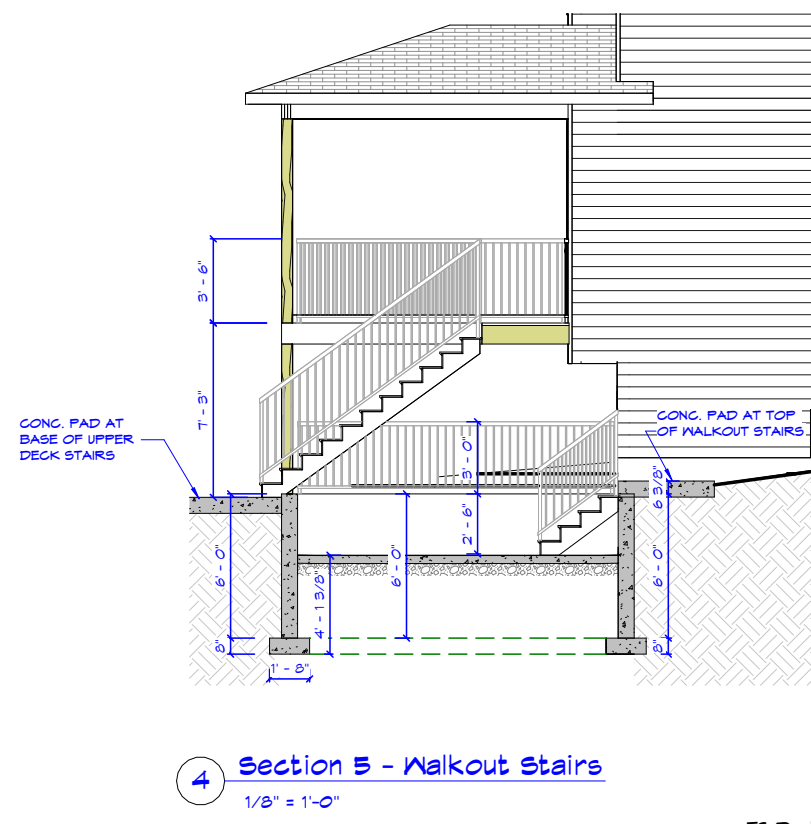 3' - 6"
7' - 3"
CONC. PAD AT
BASE OF UPPER
DECK STAIRS
CONC. PAD AT TOP
OF WALKOUT STAIRS
3' - 0"
6 3/8"
2' - 6"
6' - 0"
6' - 0"
6' - 0"
4' - 1 3/8"
8"
8"
1' - 8"
4
Section 5 - Walkout Stairs
1/8" = 1'-0"